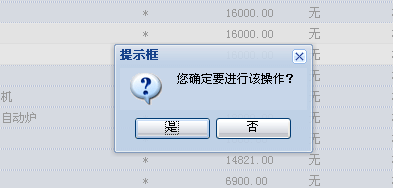 * 16000.00 无
* 16000.00 无
提示框
您确定要进行该操作？
机
自动炉
是 否
* 14821.00 无
* 6900.00 无